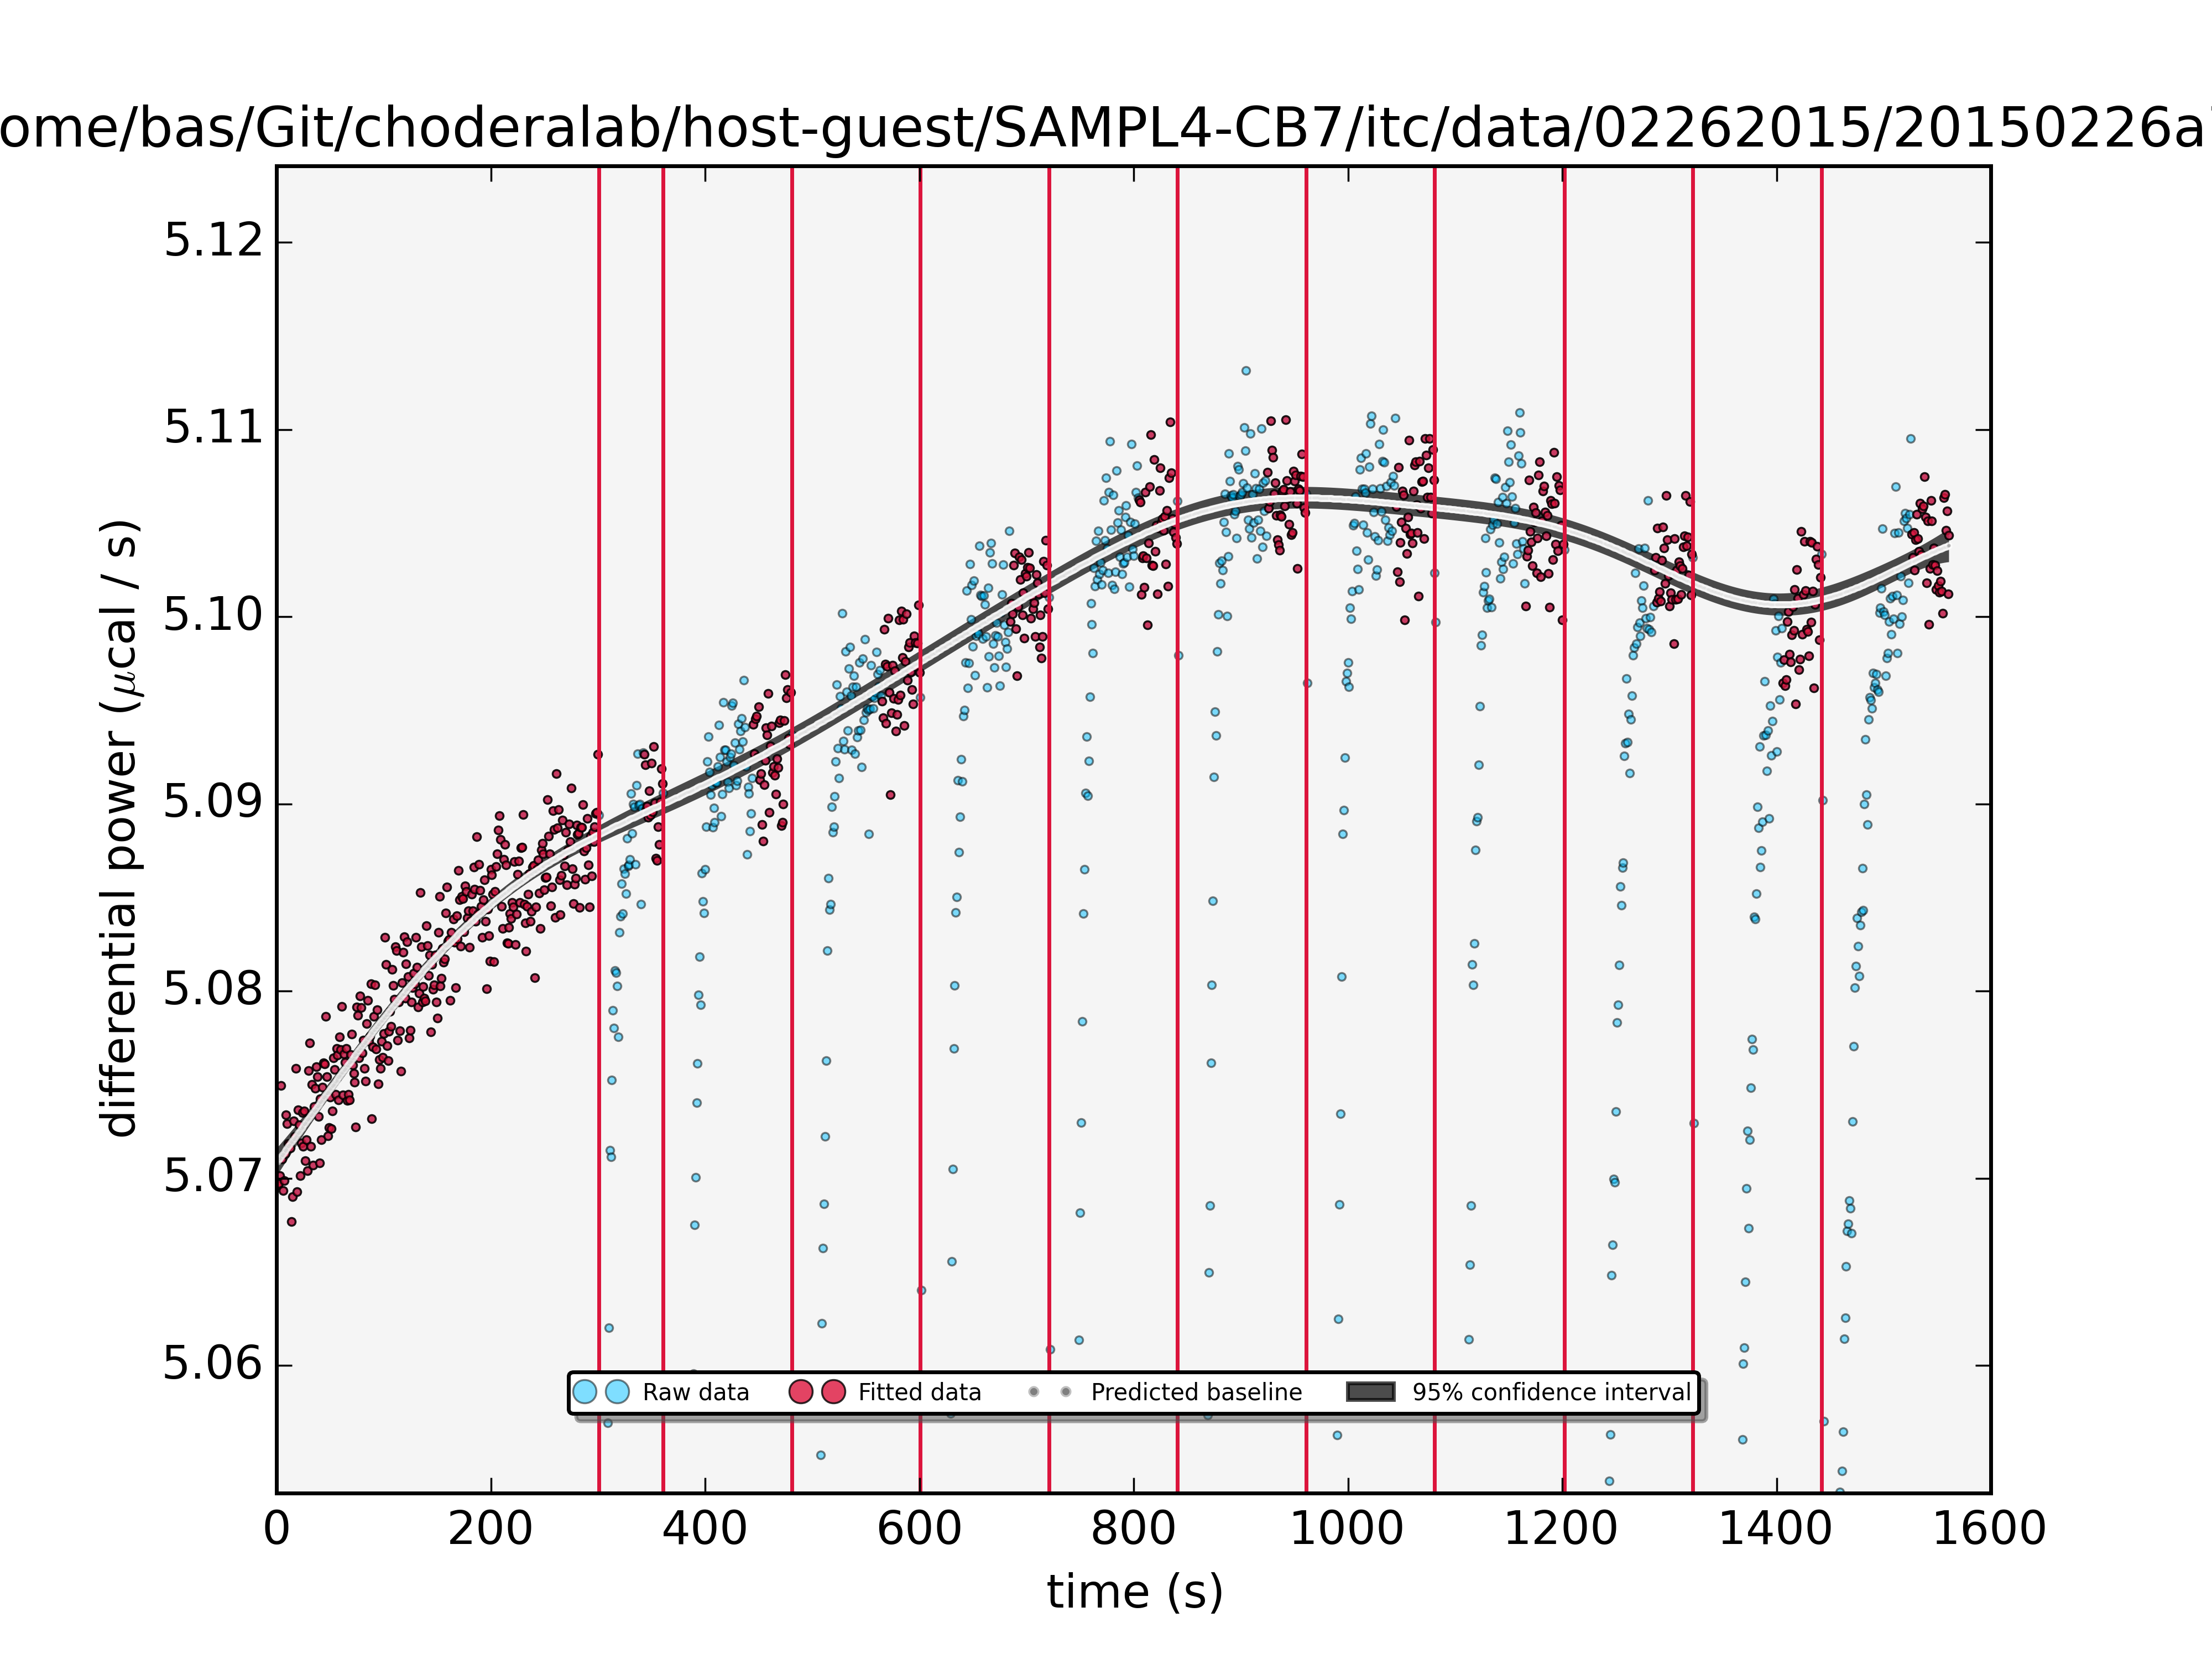 ome/bas/Git/choderalab/host-guest/SAMPL4-CB7/itc/data/02262015/20150226a
5.12
5.11
5.10
5.09
5.08
5.07
5.06
differential power (μcal / s)
Raw data Fitted data Predicted baseline 95% confidence interval
0 200 400 600 800 1000 1200 1400 1600
time (s)